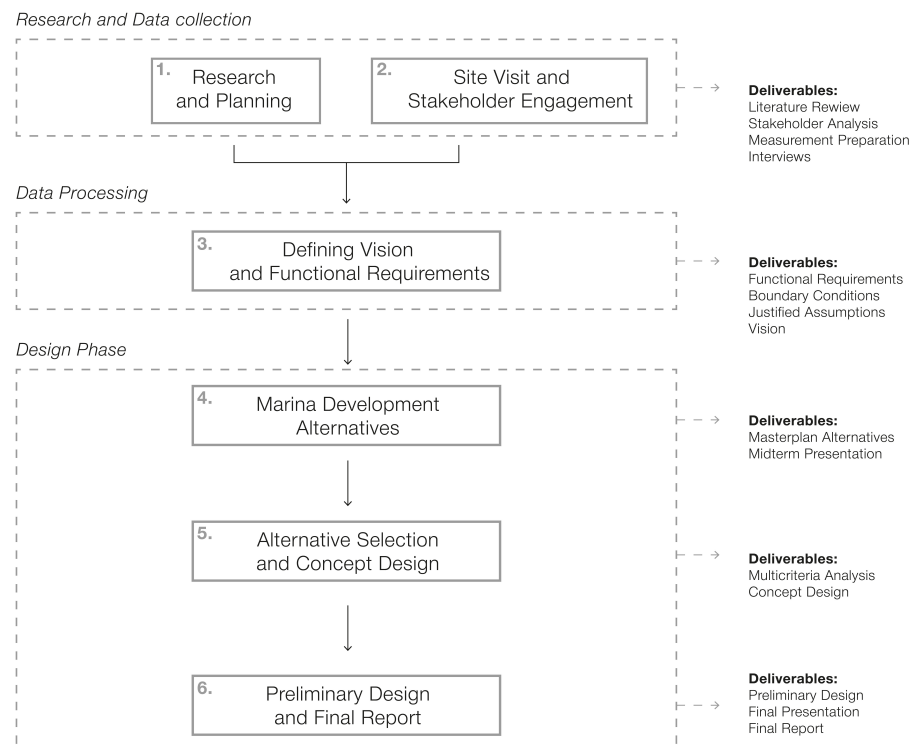 Research and Data collection
1.
Research
and Planning
2.
Site Visit and
Stakeholder Engagement
Deliverables:
Literature Rewiew
Stakeholder Analysis
Measurement Preparation
Interviews
Data Processing
3.
Defining Vision
and Functional Requirements
Deliverables:
Functional Requirements
Boundary Conditions
Justified Assumptions
Vision
Design Phase
4.
Marina Development
Alternatives
Deliverables:
Masterplan Alternatives
Midterm Presentation
5.
Alternative Selection
and Concept Design
Deliverables:
Multicriteria Analysis
Concept Design
6.
Preliminary Design
and Final Report
Deliverables:
Preliminary Design
Final Presentation
Final Report